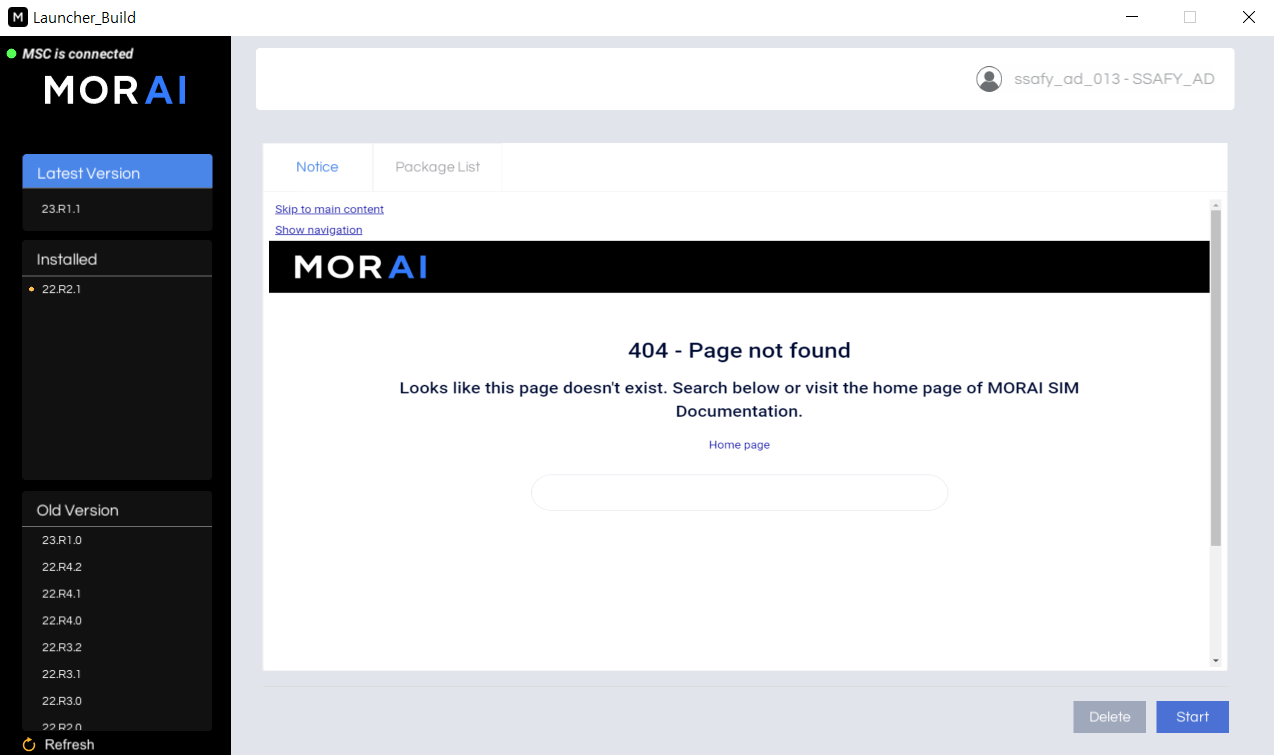 Launcher_Build
MSC is connected
MORAI
ssafy_ad_013 - SSAFY_AD
Latest Version
23.R1.1
Installed
22.R2.1
Old Version
23.R1.0
22.R4.2
22.R4.1
22.R4.0
22.R3.2
22.R3.1
22.R3.0
22.R2.0
Refresh
Notice
Package List
Skip to main content
Show navigation
MORAI
404 - Page not found
Looks like this page doesn't exist. Search below or visit the home page of MORAI SIM
Documentation.
Home page
Delete
Start